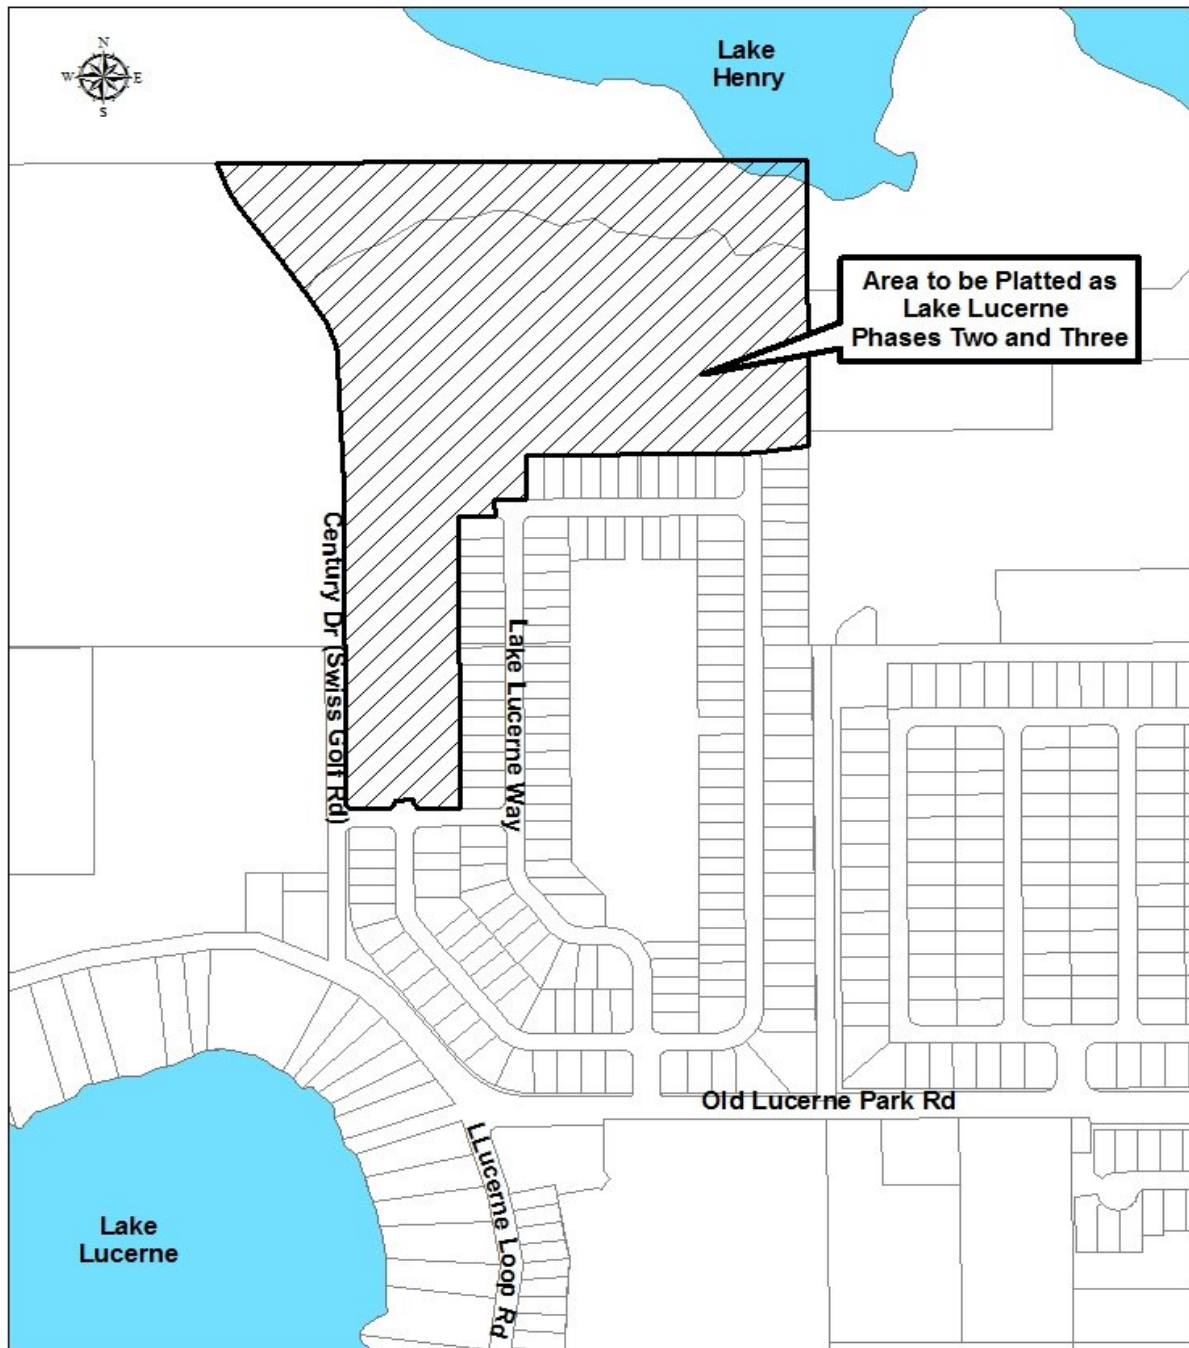 N
W E
S
Lake
Henry
Area to be Platted as
Lake Lucerne
Phases Two and Three
Century Dr (Swiss Golf Rd)
Lake Lucerne Way
Old Lucerne Park Rd
LLucerne Loop Rd
Lake
Lucerne